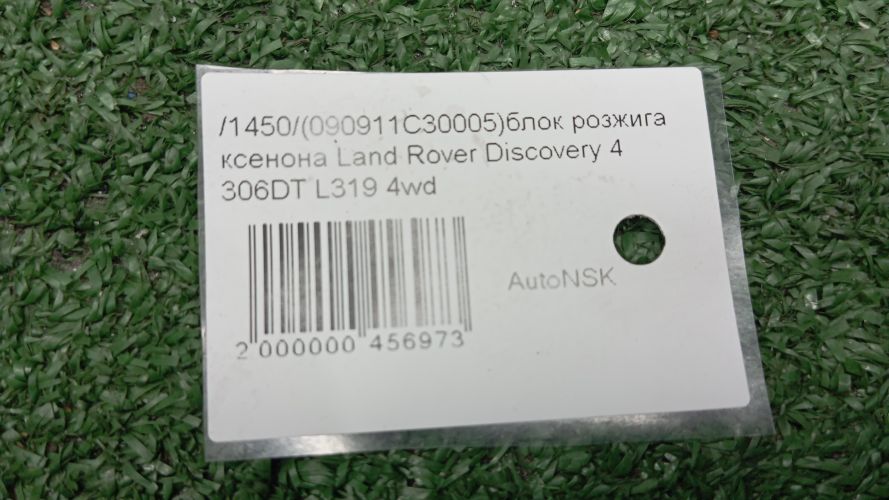 /1450/(090911C30005)блок розжига
ксенона Land Rover Discovery 4
306DT L319 4wd
AutoNSK
2 000000 456973